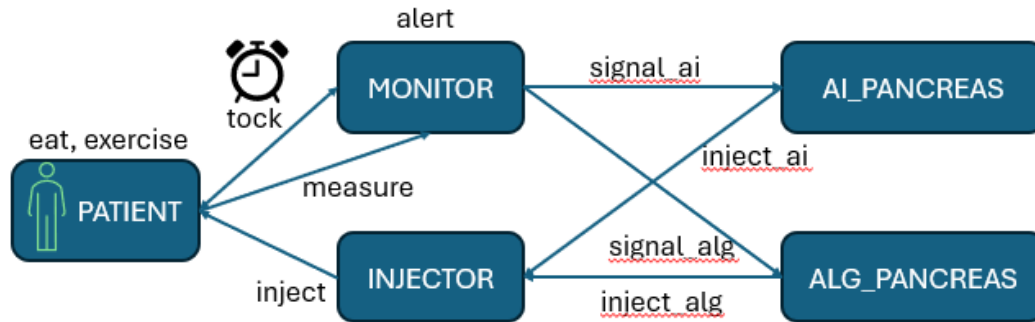 alert
signal_ai
MONITOR
AI_PANCREAS
tock
eat, exercise
inject_ai
measure
PATIENT
signal_alg
INJECTOR
ALG_PANCREAS
inject
inject_alg